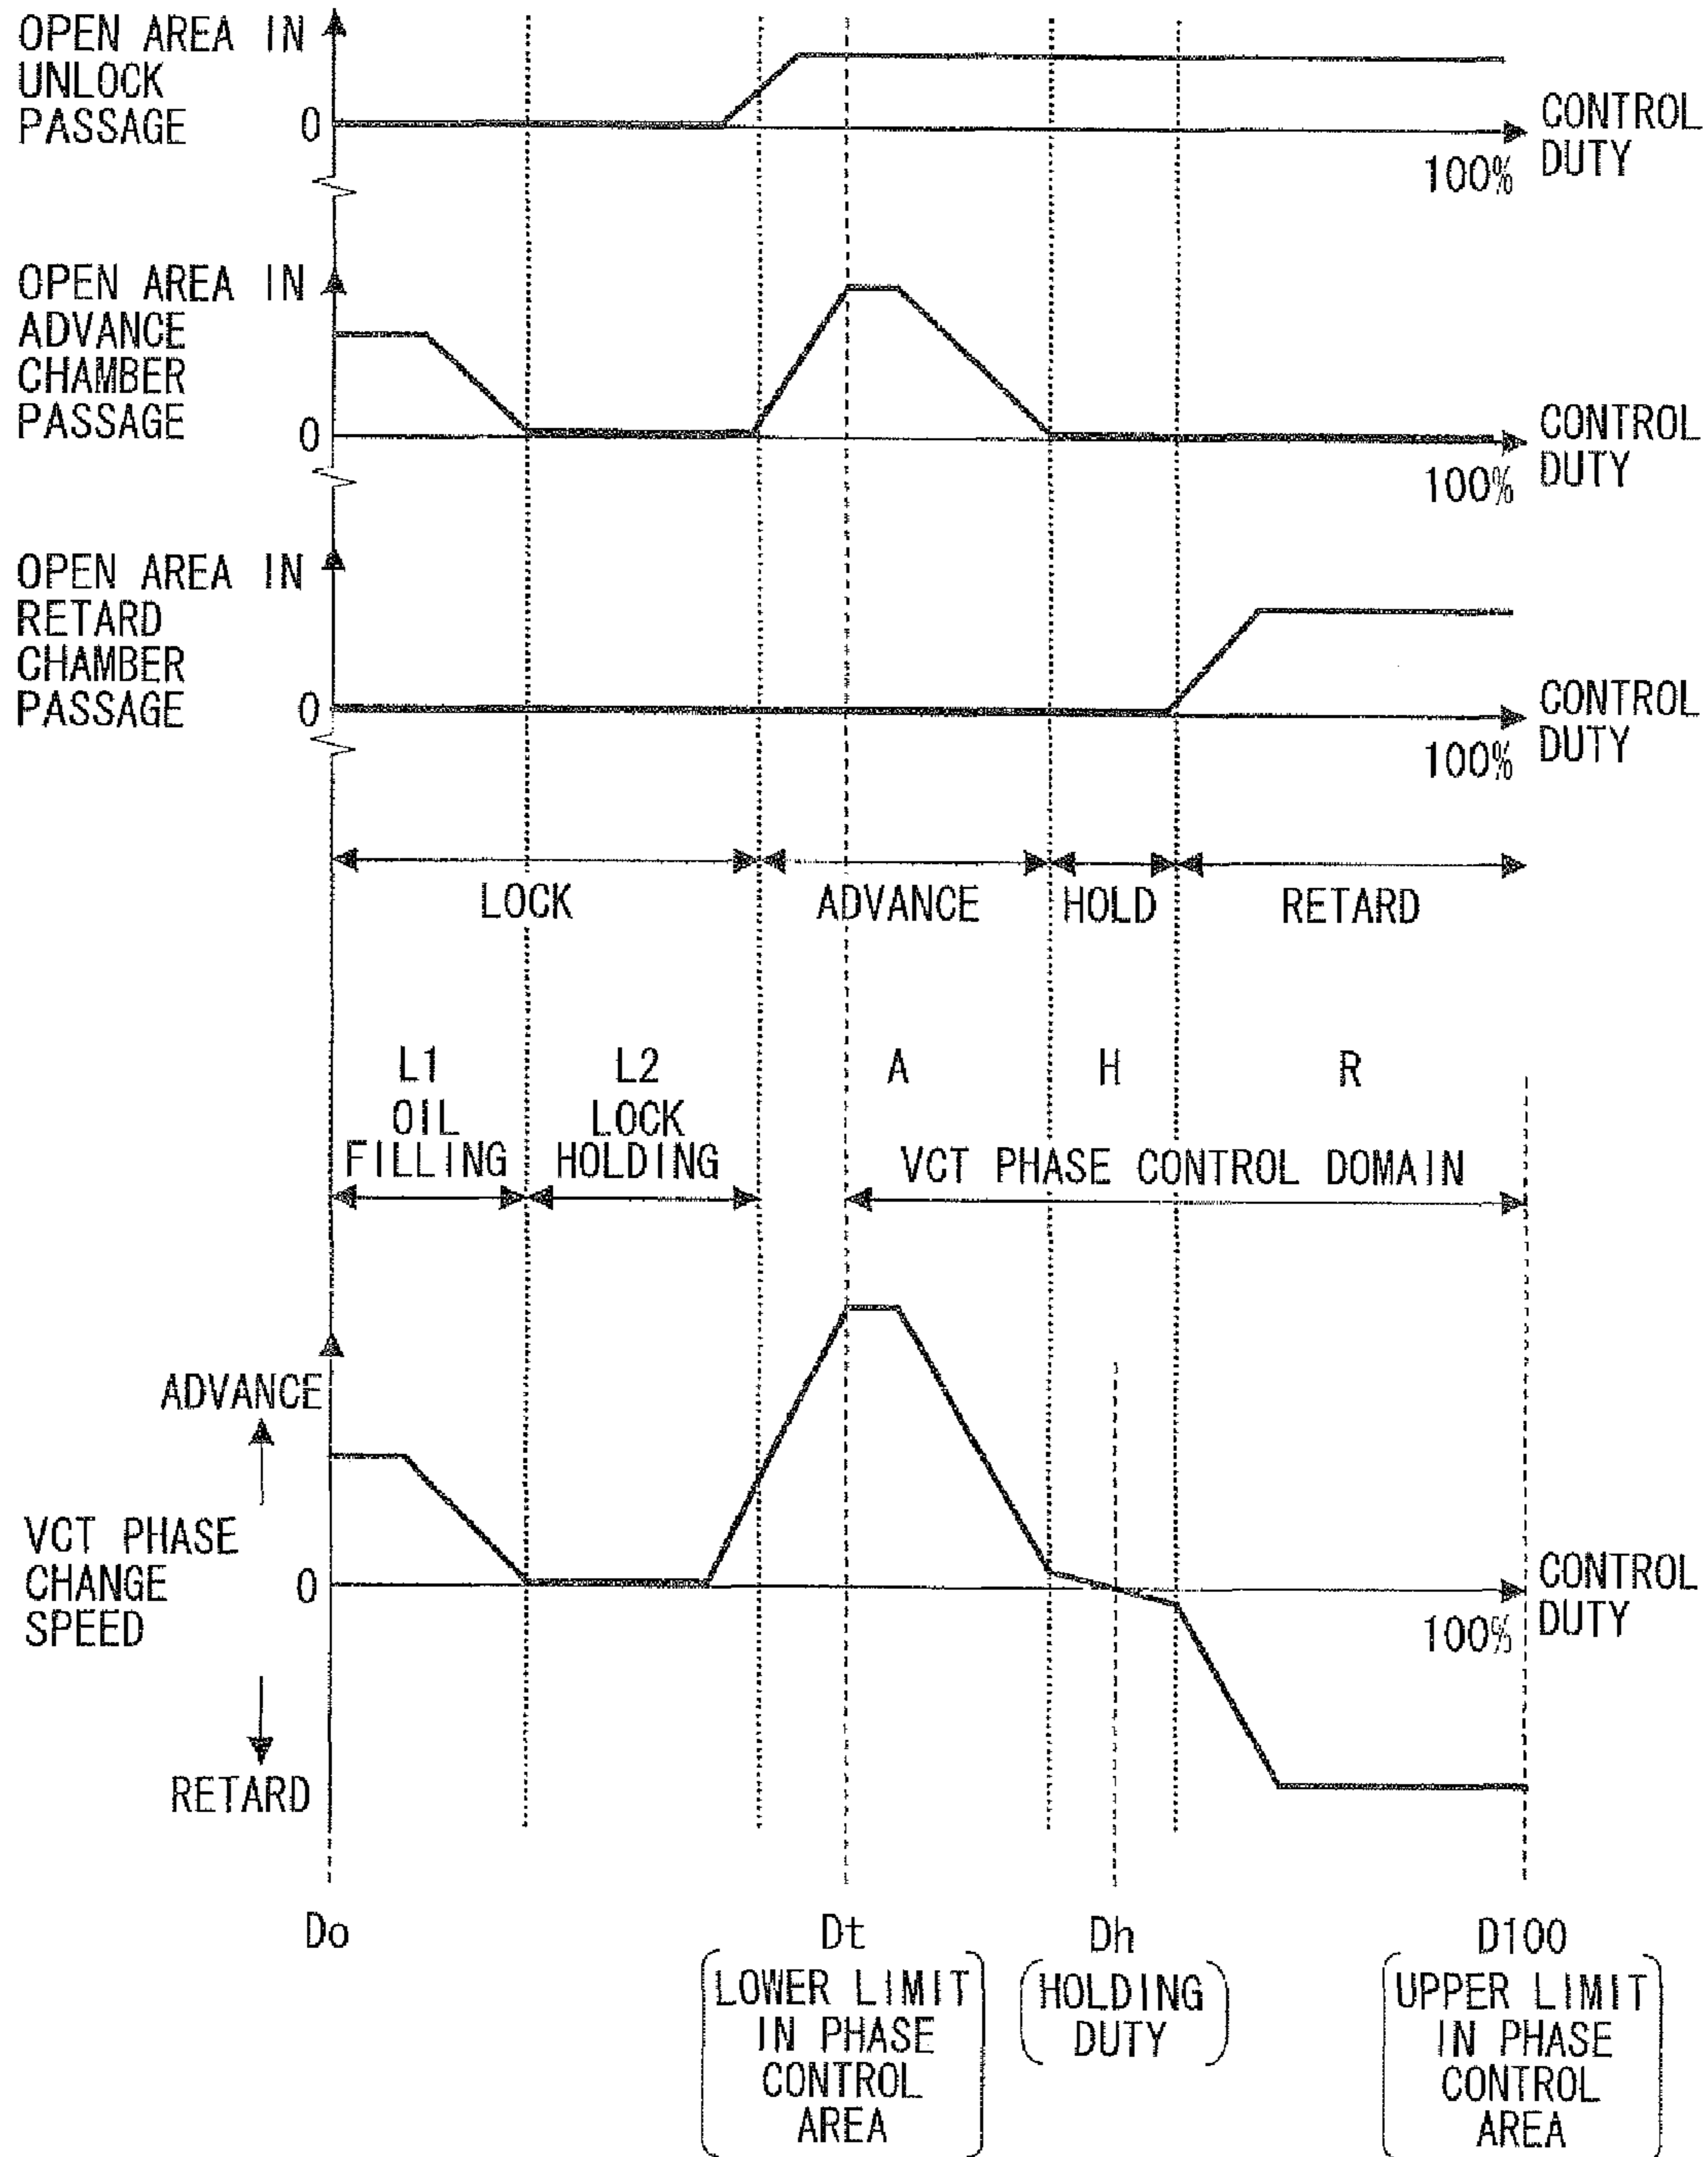 OPEN AREA IN
UNLOCK
PASSAGE
0
CONTROL
DUTY
100%
OPEN AREA IN
ADVANCE
CHAMBER
PASSAGE
0
CONTROL
DUTY
100%
OPEN AREA IN
RETARD
CHAMBER
PASSAGE
0
CONTROL
DUTY
100%
LOCK
ADVANCE
HOLD
RETARD
L1
OIL
FILLING
L2
LOCK
HOLDING
A
H
R
VCT PHASE CONTROL DOMAIN
ADVANCE
VCT PHASE
CHANGE
SPEED
0
RETARD
CONTROL
DUTY
100%
Do
Dt
LOWER LIMIT
IN PHASE
CONTROL
AREA
Dh
HOLDING
DUTY
D100
UPPER LIMIT
IN PHASE
CONTROL
AREA